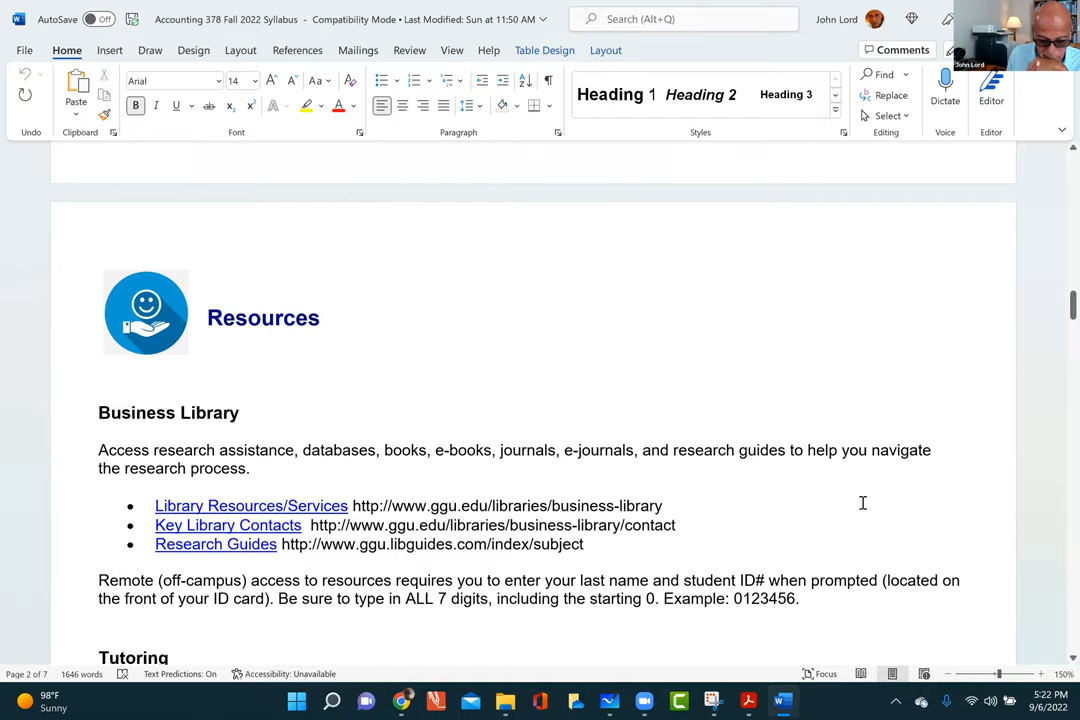 AutoSave Off Accounting 378 Fall 2022 Syllabus - Compatibility Mode • Last Modified: Sun at 11:50 AM Search (Alt+Q) John Lord
File Home Insert Draw Design Layout References Mailings Review View Help Table Design Layout Comments
John Lord
Arial 14 Aa Heading 1 Heading 2 Heading 3 Find
Paste B I U ab x₂ x² A A Replace Dictate Editor
Select
Undo Clipboard Font Paragraph Styles Editing Voice Editor
Resources
Business Library
Access research assistance, databases, books, e-books, journals, e-journals, and research guides to help you navigate
the research process.
• Library Resources/Services http://www.ggu.edu/libraries/business-library
• Key Library Contacts http://www.ggu.edu/libraries/business-library/contact
• Research Guides http://www.ggu.libguides.com/index/subject
Remote (off-campus) access to resources requires you to enter your last name and student ID# when prompted (located on
the front of your ID card). Be sure to type in ALL 7 digits, including the starting 0. Example: 0123456.
Tutoring
Page 2 of 7 1646 words Text Predictions: On Accessibility: Unavailable Focus 150%
98°F
Sunny
5:22 PM
9/6/2022